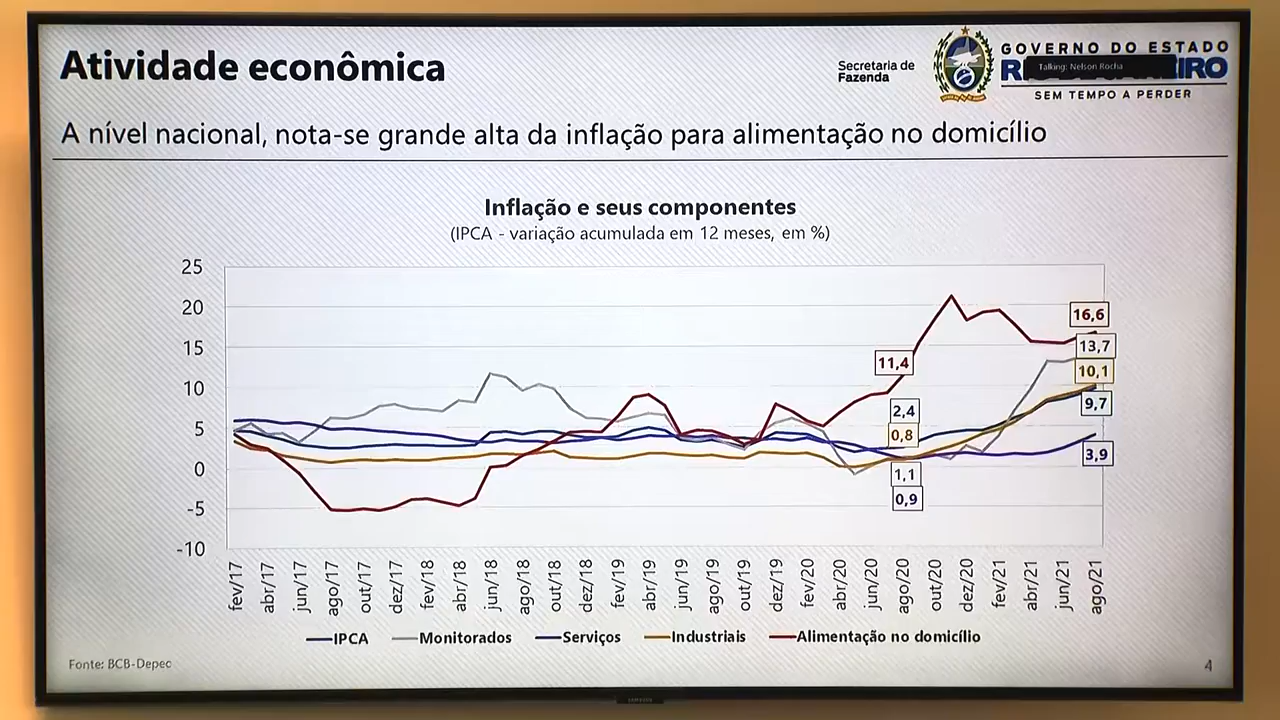 Atividade econômica
Secretaria de
Fazenda
GOVERNO DO ESTADO
Talking: Nelson Rocha
SEM TEMPO A PERDER
A nível nacional, nota-se grande alta da inflação para alimentação no domicílio
Inflação e seus componentes
(IPCA - variação acumulada em 12 meses, em %)
25
20
15
10
5
0
-5
-10
11,4
2,4
0,8
1,1
0,9
16,6
13,7
10,1
9,7
3,9
fev/17 abr/17 jun/17 ago/17 out/17 dez/17 fev/18 abr/18 jun/18 ago/18 out/18 dez/18 fev/19 abr/19 jun/19 ago/19 out/19 dez/19 fev/20 abr/20 jun/20 ago/20 out/20 dez/20 fev/21 abr/21 jun/21 ago/21
IPCA Monitorados Serviços Industriais Alimentação no domicílio
Fonte: BCB-Depec
4